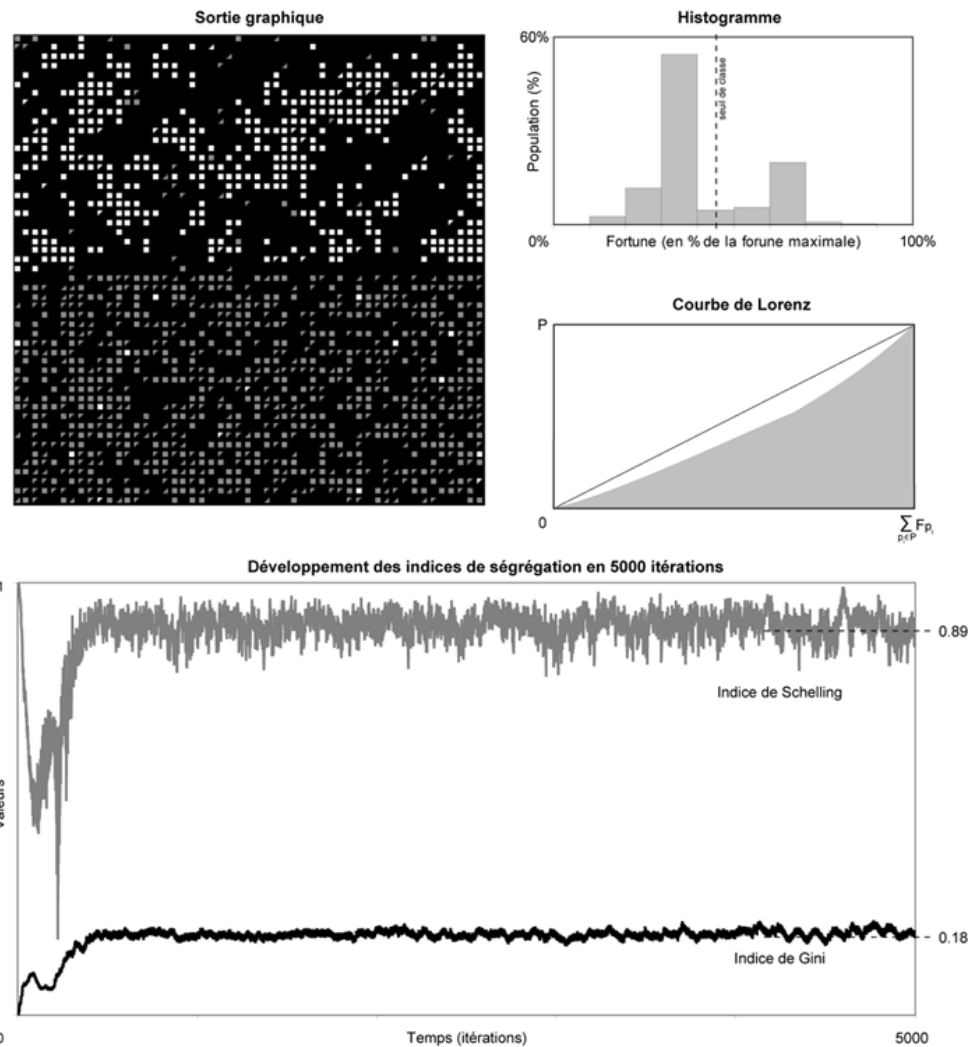 Sortie graphique
Histogramme
60%
Population (%)
seuil de classe
0%
Fortune (en % de la forune maximale)
100%
Courbe de Lorenz
P
0
∑ Fpᵢ
pᵢ∈P
Développement des indices de ségrégation en 5000 itérations
1
0.89
Indice de Schelling
Valeurs
0.18
Indice de Gini
0
Temps (itérations)
5000